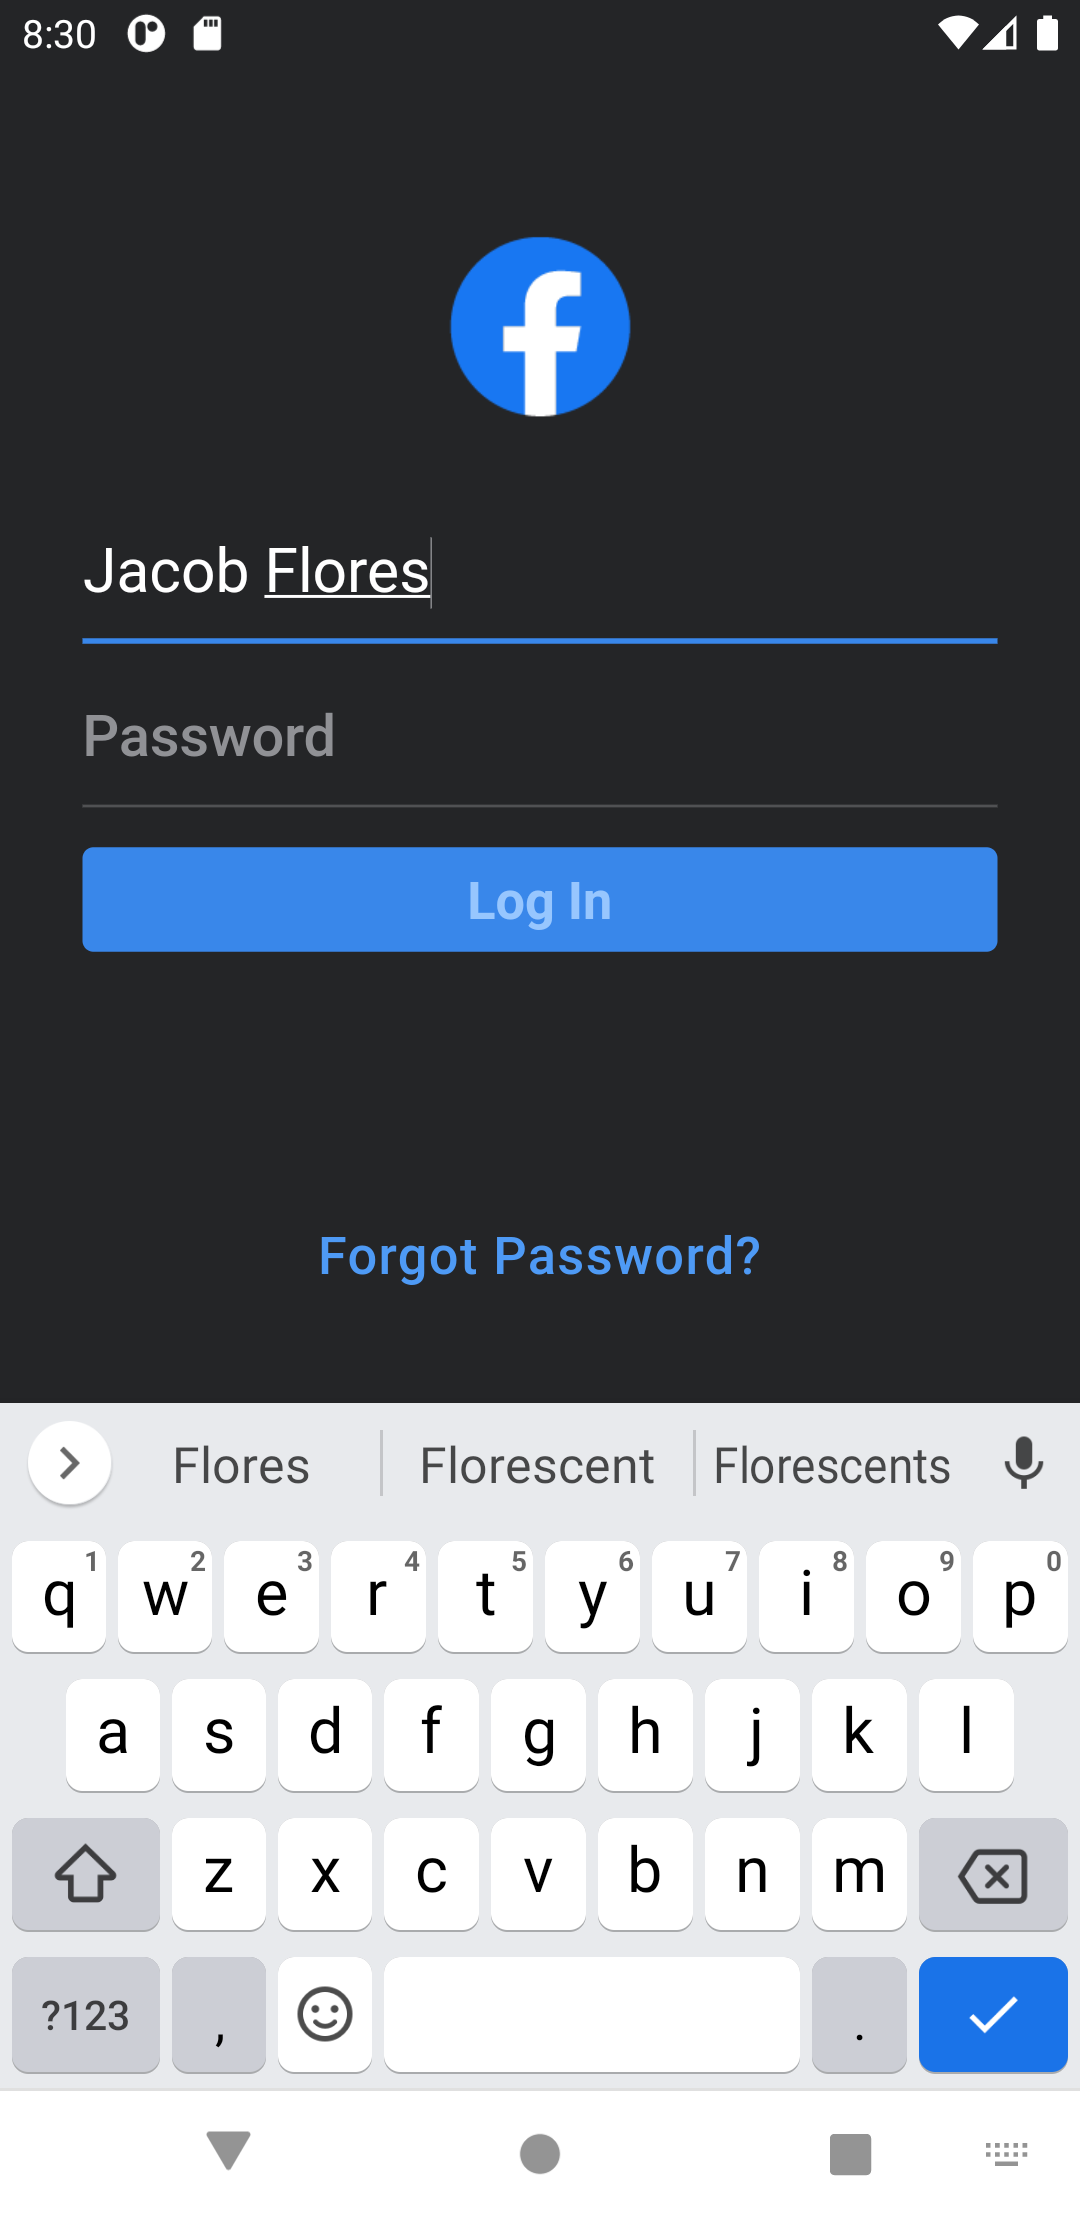 8:30
Jacob Flores
Password
Log In
Forgot Password?
Flores Florescent Florescents
q 1 w 2 e 3 r 4 t 5 y 6 u 7 i 8 o 9 p 0
a s d f g h j k l
z x c v b n m
?123 , .